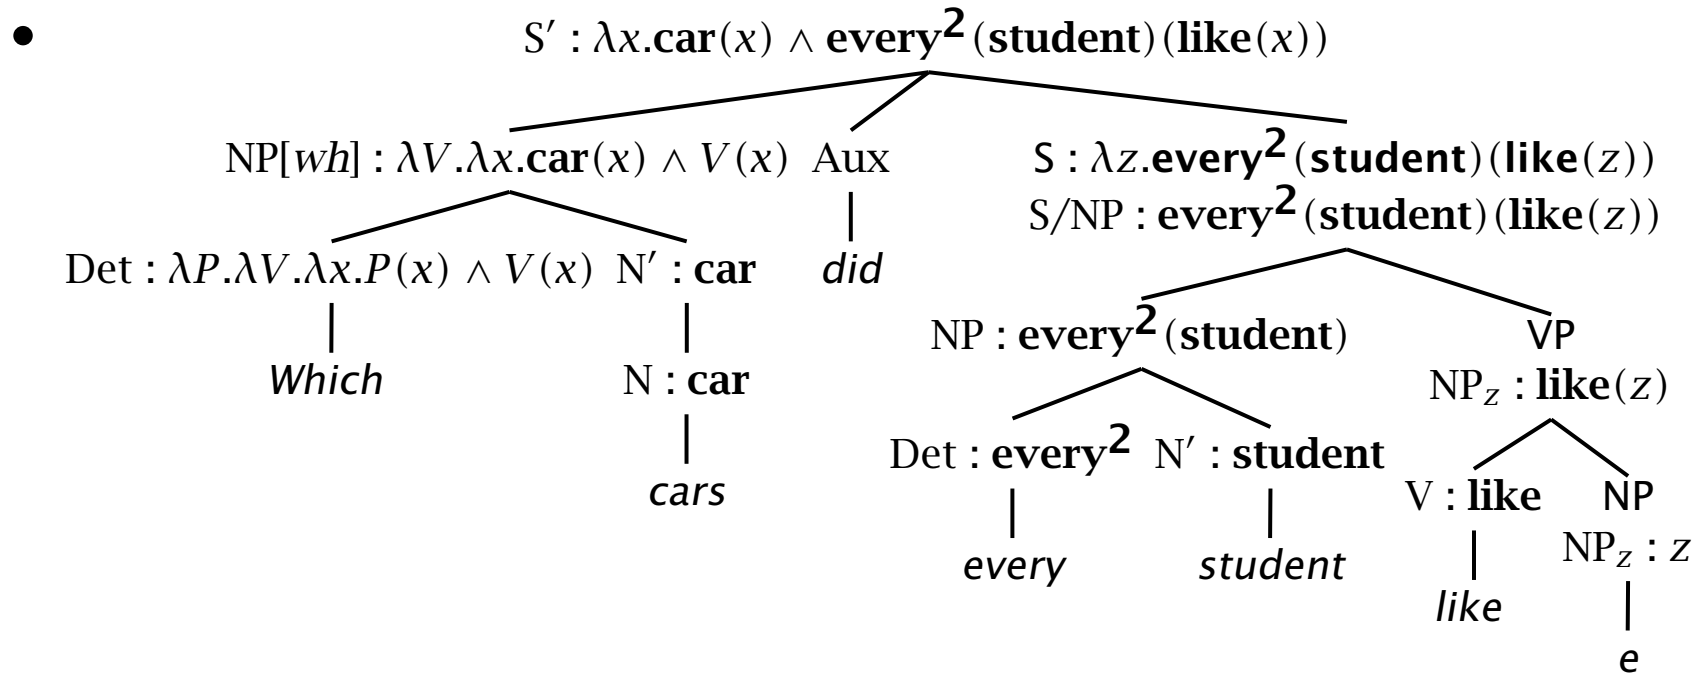 • S′ : λx.car(x) ∧ every²(student)(like(x))
NP[wh] : λV.λx.car(x) ∧ V(x) Aux S : λz.every²(student)(like(z))
S/NP : every²(student)(like(z))
Det : λP.λV.λx.P(x) ∧ V(x) N′ : car did
NP : every²(student) VP
Which N : car NP_z : like(z)
Det : every² N′ : student
cars V : like NP
NP_z : z
every student
like
e